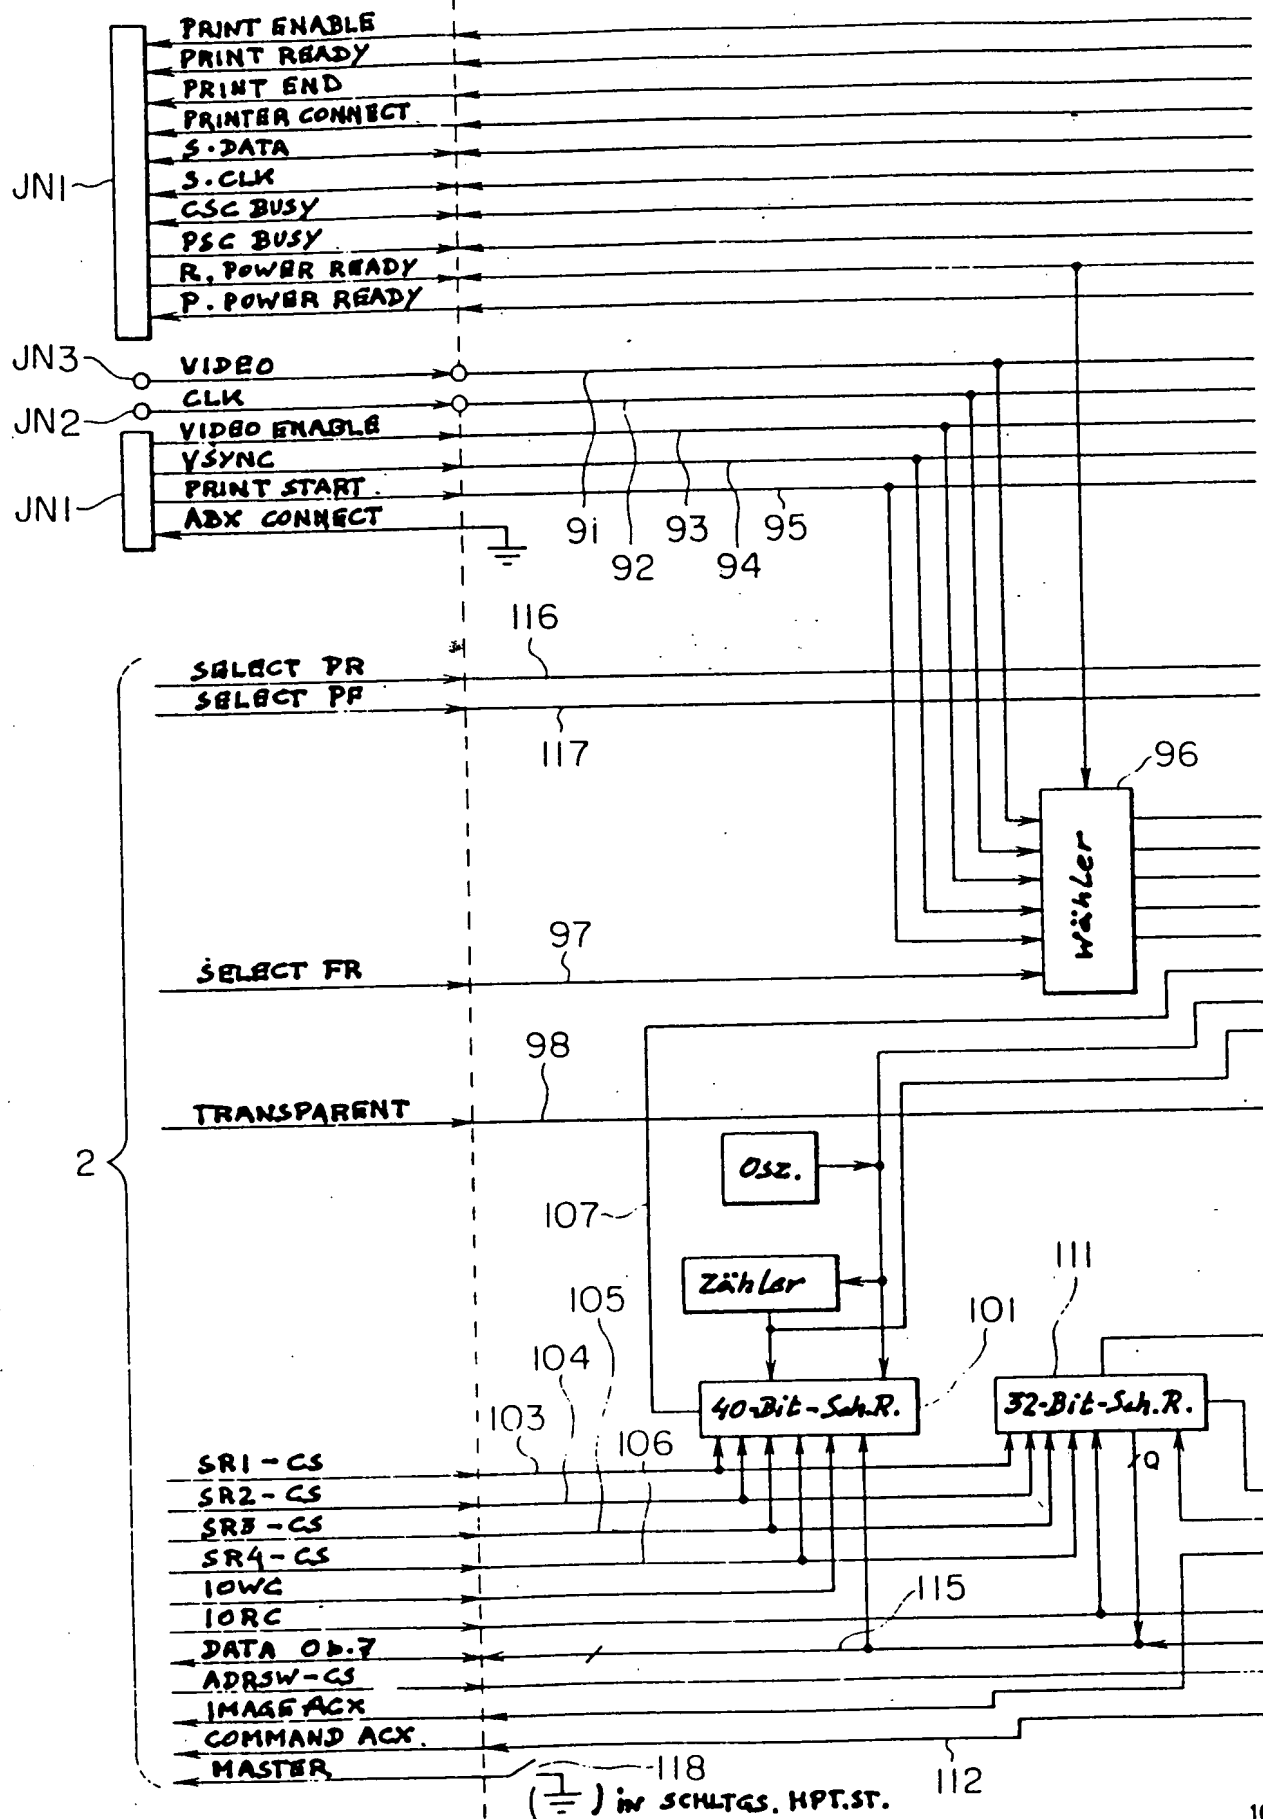 PRINT ENABLE
PRINT READY
PRINT END
PRINTER CONNECT
S.DATA
JN1
S.CLK
CSC BUSY
PSC BUSY
R. POWER READY
P. POWER READY
JN3
VIDEO
CLK
JN2
VIDEO ENABLE
VSYNC
PRINT START.
JN1
ABX CONNECT
91
93
95
92
94
116
SELECT PR
SELECT PF
117
96
Wähler
97
SELECT FR
98
TRANSPARENT
2
Osz.
107
111
Zähler
105
101
104
40-Bit-Sch.R.
32-Bit-Sch.R.
103
106
SR1-CS
Q
SR2-CS
SR3-CS
SR4-CS
IOWC
115
IORC
DATA 0b.7
ADRSW-CS
IMAGE ACX
COMMAND ACX.
MASTER
118
112
( ) in SCHLTGS. HPT.ST.